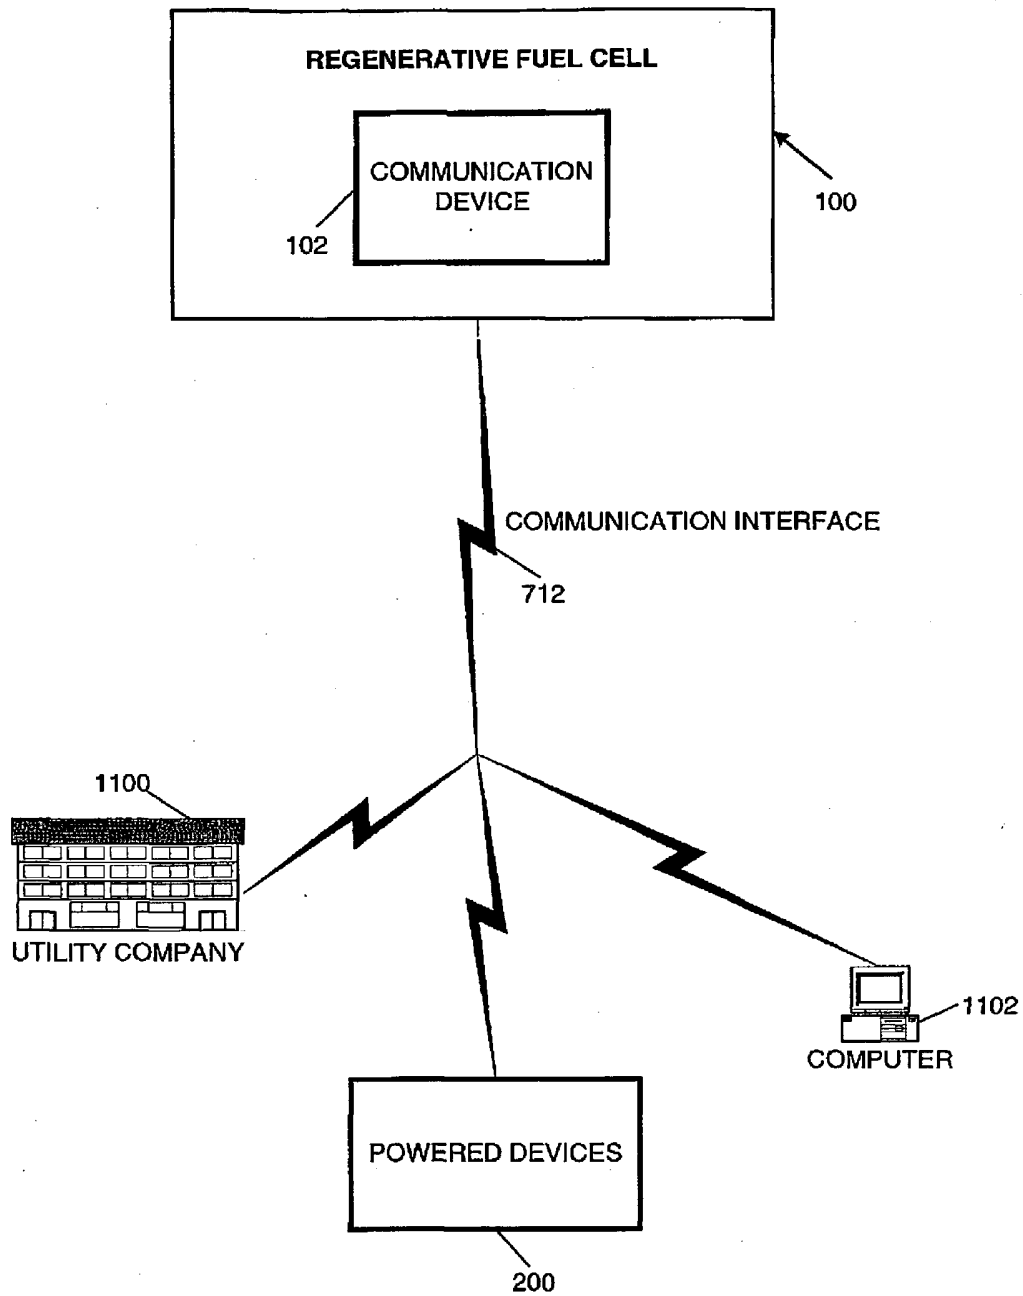 REGENERATIVE FUEL CELL
COMMUNICATION
DEVICE
100
102
COMMUNICATION INTERFACE
712
1100
UTILITY COMPANY
1102
COMPUTER
POWERED DEVICES
200